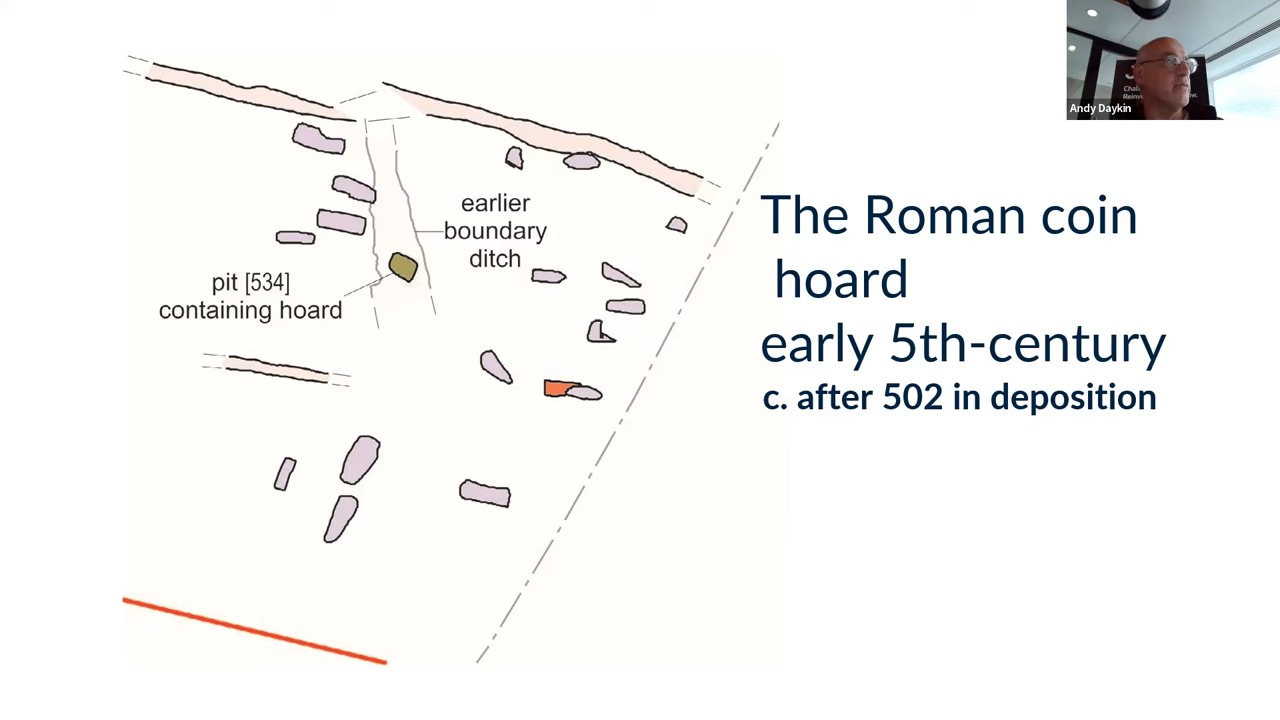 earlier
boundary
ditch
pit [534]
containing hoard
The Roman coin
hoard
early 5th-century
c. after 502 in deposition
Andy Daykin